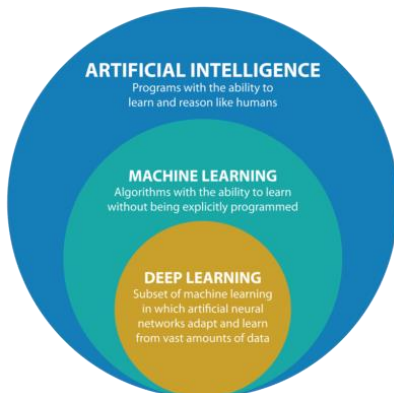 ARTIFICIAL INTELLIGENCE
Programs with the ability to
learn and reason like humans
MACHINE LEARNING
Algorithms with the ability to learn
without being explicitly programmed
DEEP LEARNING
Subset of machine learning
in which artificial neural
networks adapt and learn
from vast amounts of data